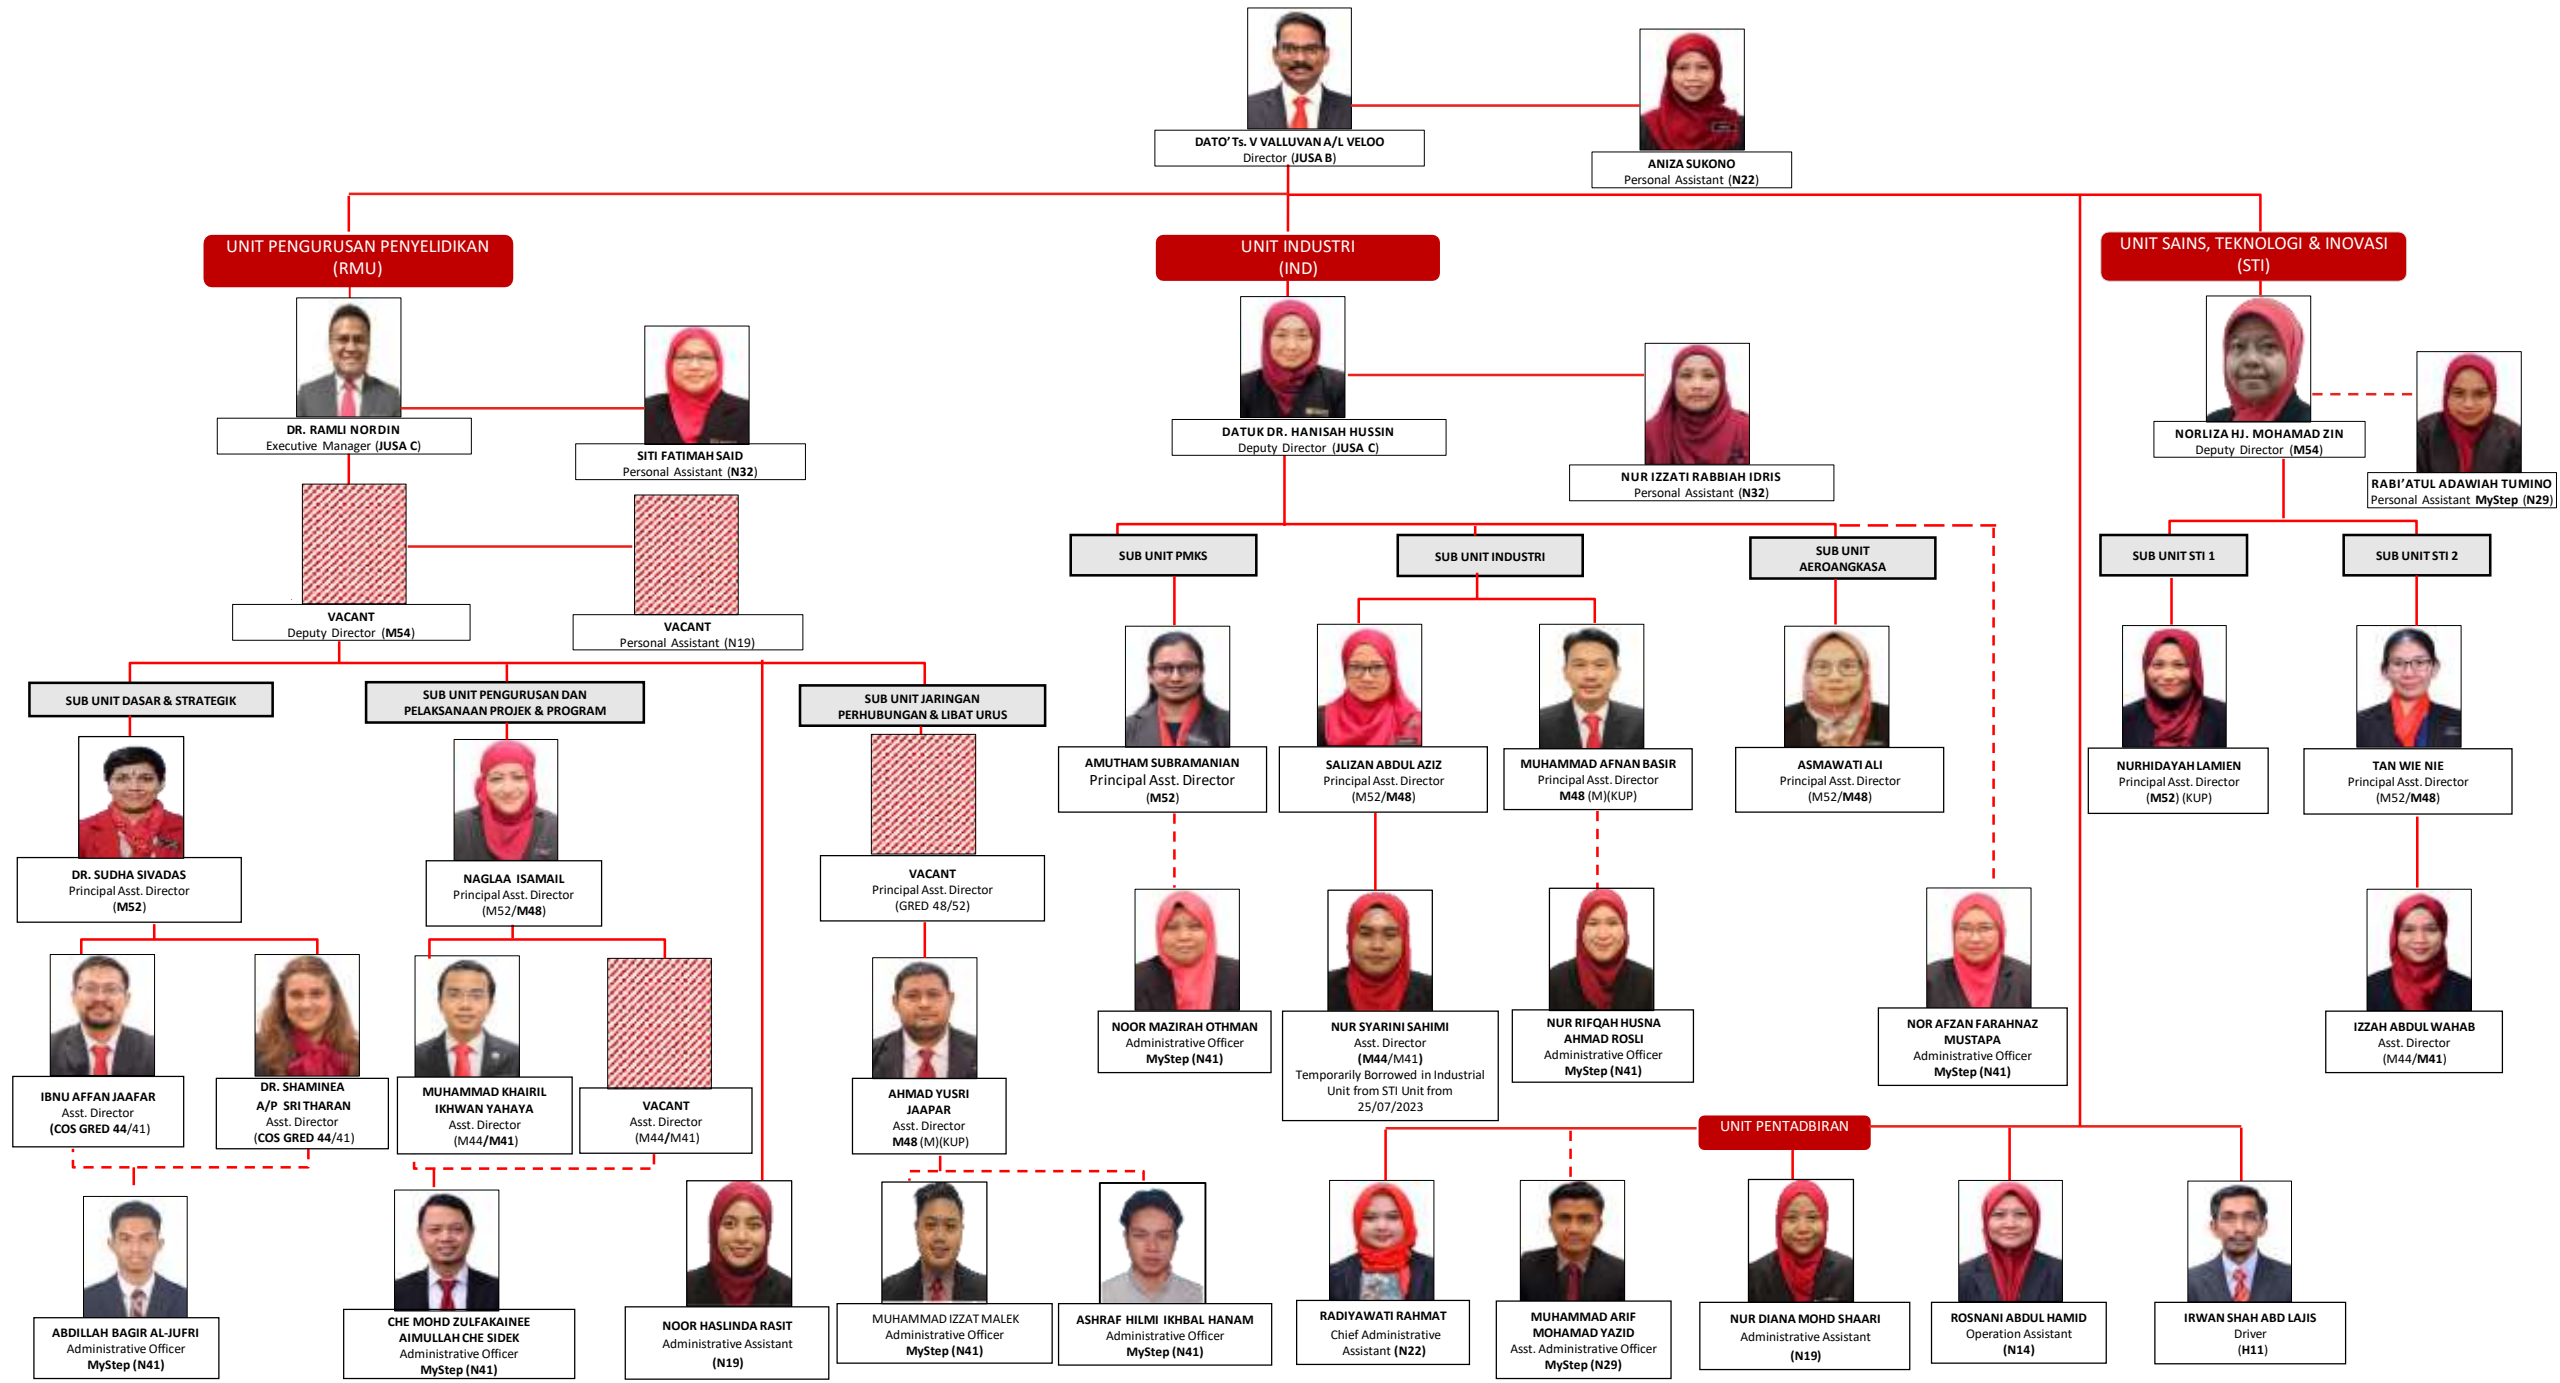 DATO' Ts. V VALLUVAN A/L VELOO
Director (JUSA B)
ANIZA SUKONO
Personal Assistant (N22)
UNIT PENGURUSAN PENYELIDIKAN
(RMU)
UNIT INDUSTRI
(IND)
UNIT SAINS, TEKNOLOGI & INOVASI
(STI)
DR. RAMLI NORDIN
Executive Manager (JUSA C)
SITI FATIMAH SAID
Personal Assistant (N32)
DATUK DR. HANISAH HUSSIN
Deputy Director (JUSA C)
NUR IZZATI RABBIAH IDRIS
Personal Assistant (N32)
NORLIZA HJ. MOHAMAD ZIN
Deputy Director (M54)
RABI'ATUL ADAWIAH TUMINO
Personal Assistant MyStep (N29)
VACANT
Deputy Director (M54)
VACANT
Personal Assistant (N19)
SUB UNIT PMKS
SUB UNIT INDUSTRI
SUB UNIT
AEROANGKASA
SUB UNIT STI 1
SUB UNIT STI 2
SUB UNIT DASAR & STRATEGIK
SUB UNIT PENGURUSAN DAN
PELAKSANAAN PROJEK & PROGRAM
SUB UNIT JARINGAN
PERHUBUNGAN & LIBAT URUS
AMUTHAM SUBRAMANIAN
Principal Asst. Director
(M52)
SALIZAN ABDUL AZIZ
Principal Asst. Director
(M52/M48)
MUHAMMAD AFNAN BASIR
Principal Asst. Director
M48 (M)(KUP)
ASMAWATI ALI
Principal Asst. Director
(M52/M48)
NURHIDAYAH LAMIEN
Principal Asst. Director
(M52) (KUP)
TAN WIE NIE
Principal Asst. Director
(M52/M48)
DR. SUDHA SIVADAS
Principal Asst. Director
(M52)
NAGLAA ISAMAIL
Principal Asst. Director
(M52/M48)
VACANT
Principal Asst. Director
(GRED 48/52)
NOOR MAZIRAH OTHMAN
Administrative Officer
MyStep (N41)
NUR SYARINI SAHIMI
Asst. Director
(M44/M41)
Temporarily Borrowed in Industrial
Unit from STI Unit from
25/07/2023
NUR RIFQAH HUSNA
AHMAD ROSLI
Administrative Officer
MyStep (N41)
NOR AFZAN FARAHNAZ
MUSTAPA
Administrative Officer
MyStep (N41)
IZZAH ABDUL WAHAB
Asst. Director
(M44/M41)
IBNU AFFAN JAAFAR
Asst. Director
(COS GRED 44/41)
DR. SHAMINEA
A/P SRI THARAN
Asst. Director
(COS GRED 44/41)
MUHAMMAD KHAIRIL
IKHWAN YAHAYA
Asst. Director
(M44/M41)
VACANT
Asst. Director
(M44/M41)
AHMAD YUSRI
JAAPAR
Asst. Director
M48 (M)(KUP)
UNIT PENTADBIRAN
ABDILLAH BAGIR AL-JUFRI
Administrative Officer
MyStep (N41)
CHE MOHD ZULFAKAINEE
AIMULLAH CHE SIDEK
Administrative Officer
MyStep (N41)
NOOR HASLINDA RASIT
Administrative Assistant
(N19)
MUHAMMAD IZZAT MALEK
Administrative Officer
MyStep (N41)
ASHRAF HILMI IKHBAL HANAM
Administrative Officer
MyStep (N41)
RADIYAWATI RAHMAT
Chief Administrative
Assistant (N22)
MUHAMMAD ARIF
MOHAMAD YAZID
Asst. Administrative Officer
MyStep (N29)
NUR DIANA MOHD SHAARI
Administrative Assistant
(N19)
ROSNANI ABDUL HAMID
Operation Assistant
(N14)
IRWAN SHAH ABD LAJIS
Driver
(H11)